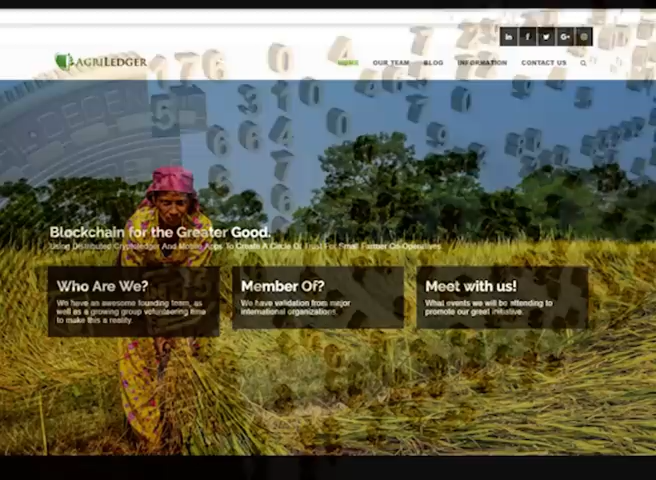 AGRILEDGER
HOME OUR TEAM BLOG INFORMATION CONTACT US
Blockchain for the Greater Good.
Using Distributed Cryptoledger And Mobile Apps To Create A Circle Of Trust For Small Farmer Co-Operatives
Who Are We?
We have an awesome founding team, as
well as a growing group volunteering time
to make this a reality.
Member Of?
We have validation from major
international organizations.
Meet with us!
What events we will be attending to
promote our great initiative.